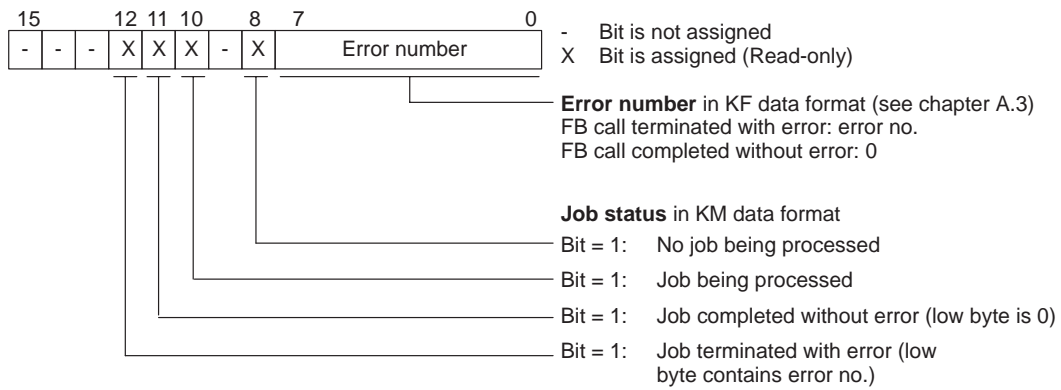 15 12 11 10 8 7 0
- - - X X X - X Error number
- Bit is not assigned
X Bit is assigned (Read-only)
Error number in KF data format (see chapter A.3)
FB call terminated with error: error no.
FB call completed without error: 0
Job status in KM data format
Bit = 1: No job being processed
Bit = 1: Job being processed
Bit = 1: Job completed without error (low byte is 0)
Bit = 1: Job terminated with error (low
byte contains error no.)